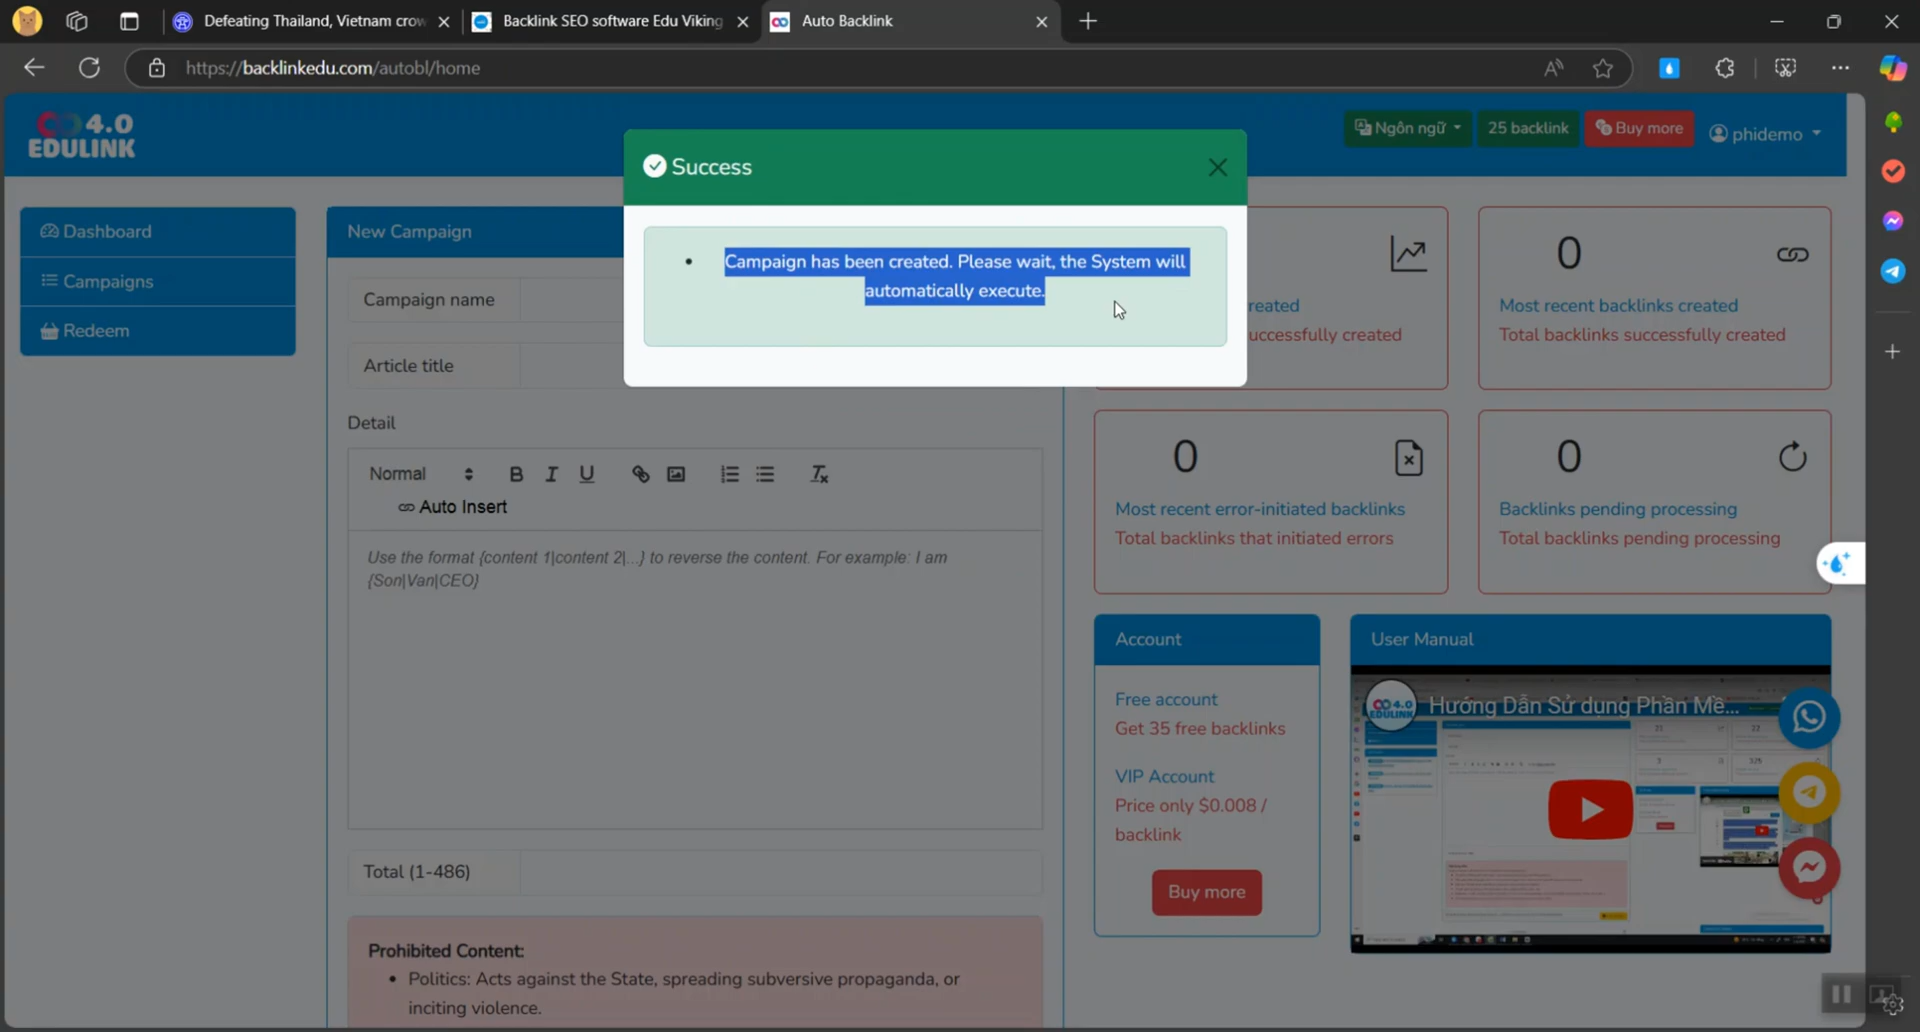 Defeating Thailand, Vietnam crow
Backlink SEO software Edu Viking
Auto Backlink
https://backlinkedu.com/autobl/home
4.0
EDULINK
Ngôn ngữ
25 backlink
Buy more
phidemo
Success
Campaign has been created. Please wait, the System will
automatically execute.
Dashboard
Campaigns
Redeem
New Campaign
Campaign name
Article title
Detail
Normal
B I U
Auto Insert
Use the format {content 1|content 2|...} to reverse the content. For example: I am
{Son|Van|CEO}
Total (1-486)
Prohibited Content:
• Politics: Acts against the State, spreading subversive propaganda, or
inciting violence.
reated
uccessfully created
0
Most recent backlinks created
Total backlinks successfully created
0
Most recent error-initiated backlinks
Total backlinks that initiated errors
0
Backlinks pending processing
Total backlinks pending processing
Account
Free account
Get 35 free backlinks
VIP Account
Price only $0.008 /
backlink
Buy more
User Manual
4.0
EDULINK
Hướng Dẫn Sử dụng Phần Mề...